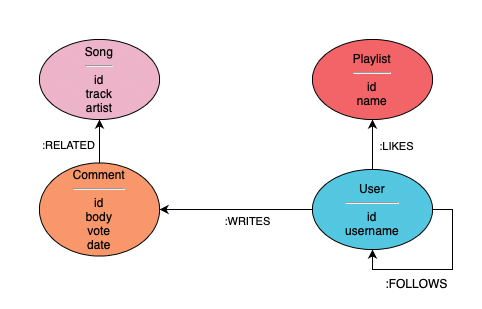 Song
id
track
artist
Playlist
id
name
:RELATED
:LIKES
Comment
id
body
vote
date
User
id
username
:WRITES
:FOLLOWS